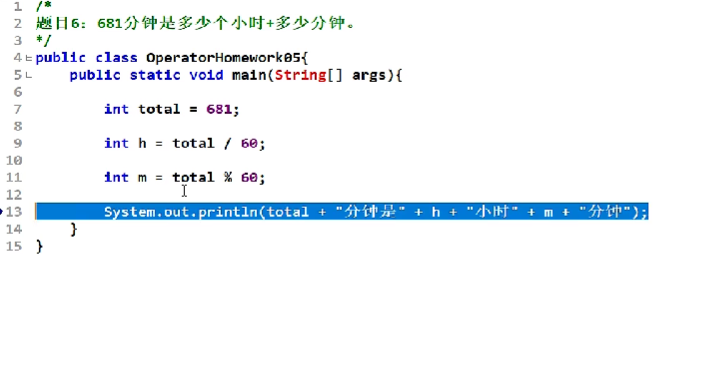 1 /*
2 题目6：681分钟是多少个小时+多少分钟。
3 */
4 public class OperatorHomework05{
5 public static void main(String[] args){
6
7 int total = 681;
8
9 int h = total / 60;
10
11 int m = total % 60;
12
13 System.out.println(total + "分钟是" + h + "小时" + m + "分钟");
14 }
15 }